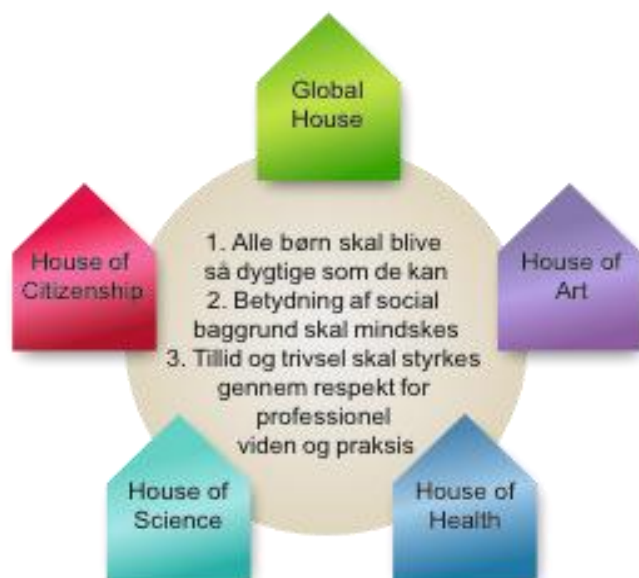 Global
House
House of
Citizenship
1. Alle børn skal blive
så dygtige som de kan
2. Betydning af social
baggrund skal mindskes
3. Tillid og trivsel skal styrkes
gennem respekt for
professionel
viden og praksis
House of
Art
House of
Science
House of
Health